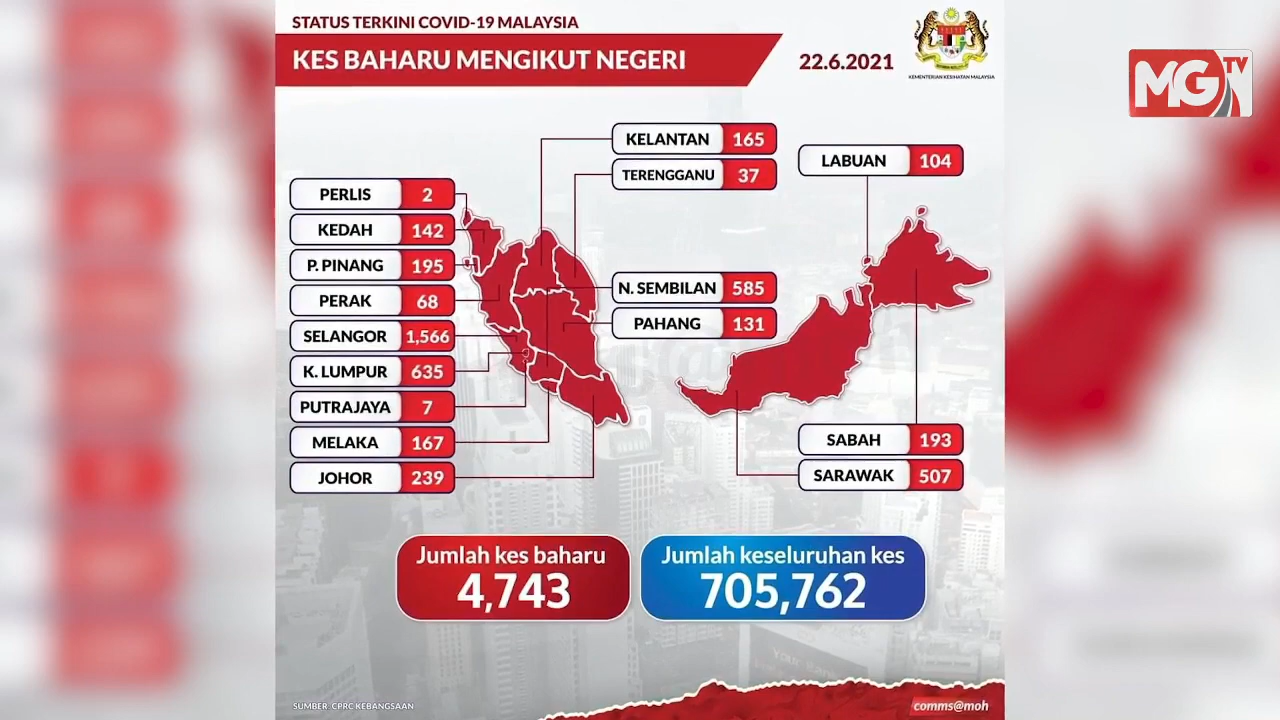 STATUS TERKINI COVID-19 MALAYSIA
KES BAHARU MENGIKUT NEGERI
22.6.2021
KEMENTERIAN KESIHATAN MALAYSIA
MGN TV
KELANTAN 165
TERENGGANU 37
LABUAN 104
PERLIS 2
KEDAH 142
P. PINANG 195
PERAK 68
SELANGOR 1,566
K. LUMPUR 635
PUTRAJAYA 7
MELAKA 167
JOHOR 239
N. SEMBILAN 585
PAHANG 131
SABAH 193
SARAWAK 507
Jumlah kes baharu
4,743
Jumlah keseluruhan kes
705,762
SUMBER: CPRC KEBANGSAAN
comms@moh